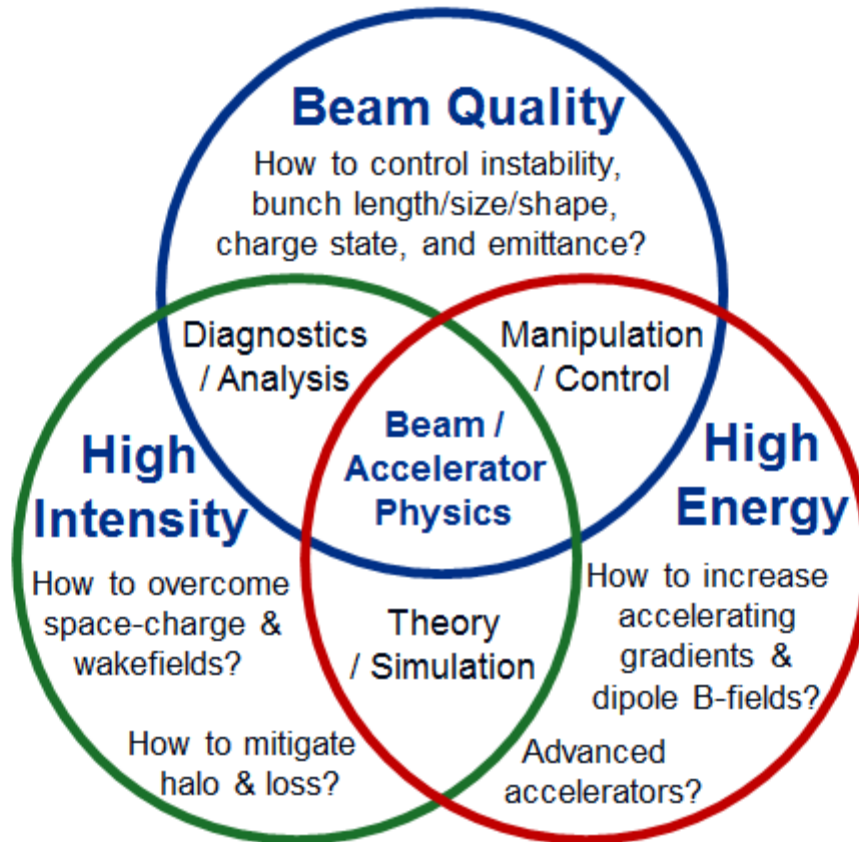 Beam Quality
How to control instability,
bunch length/size/shape,
charge state, and emittance?
Diagnostics
/ Analysis
Manipulation
/ Control
Beam /
Accelerator
Physics
High
Intensity
How to overcome
space-charge &
wakefields?
How to mitigate
halo & loss?
Theory
/ Simulation
High
Energy
How to increase
accelerating
gradients &
dipole B-fields?
Advanced
accelerators?